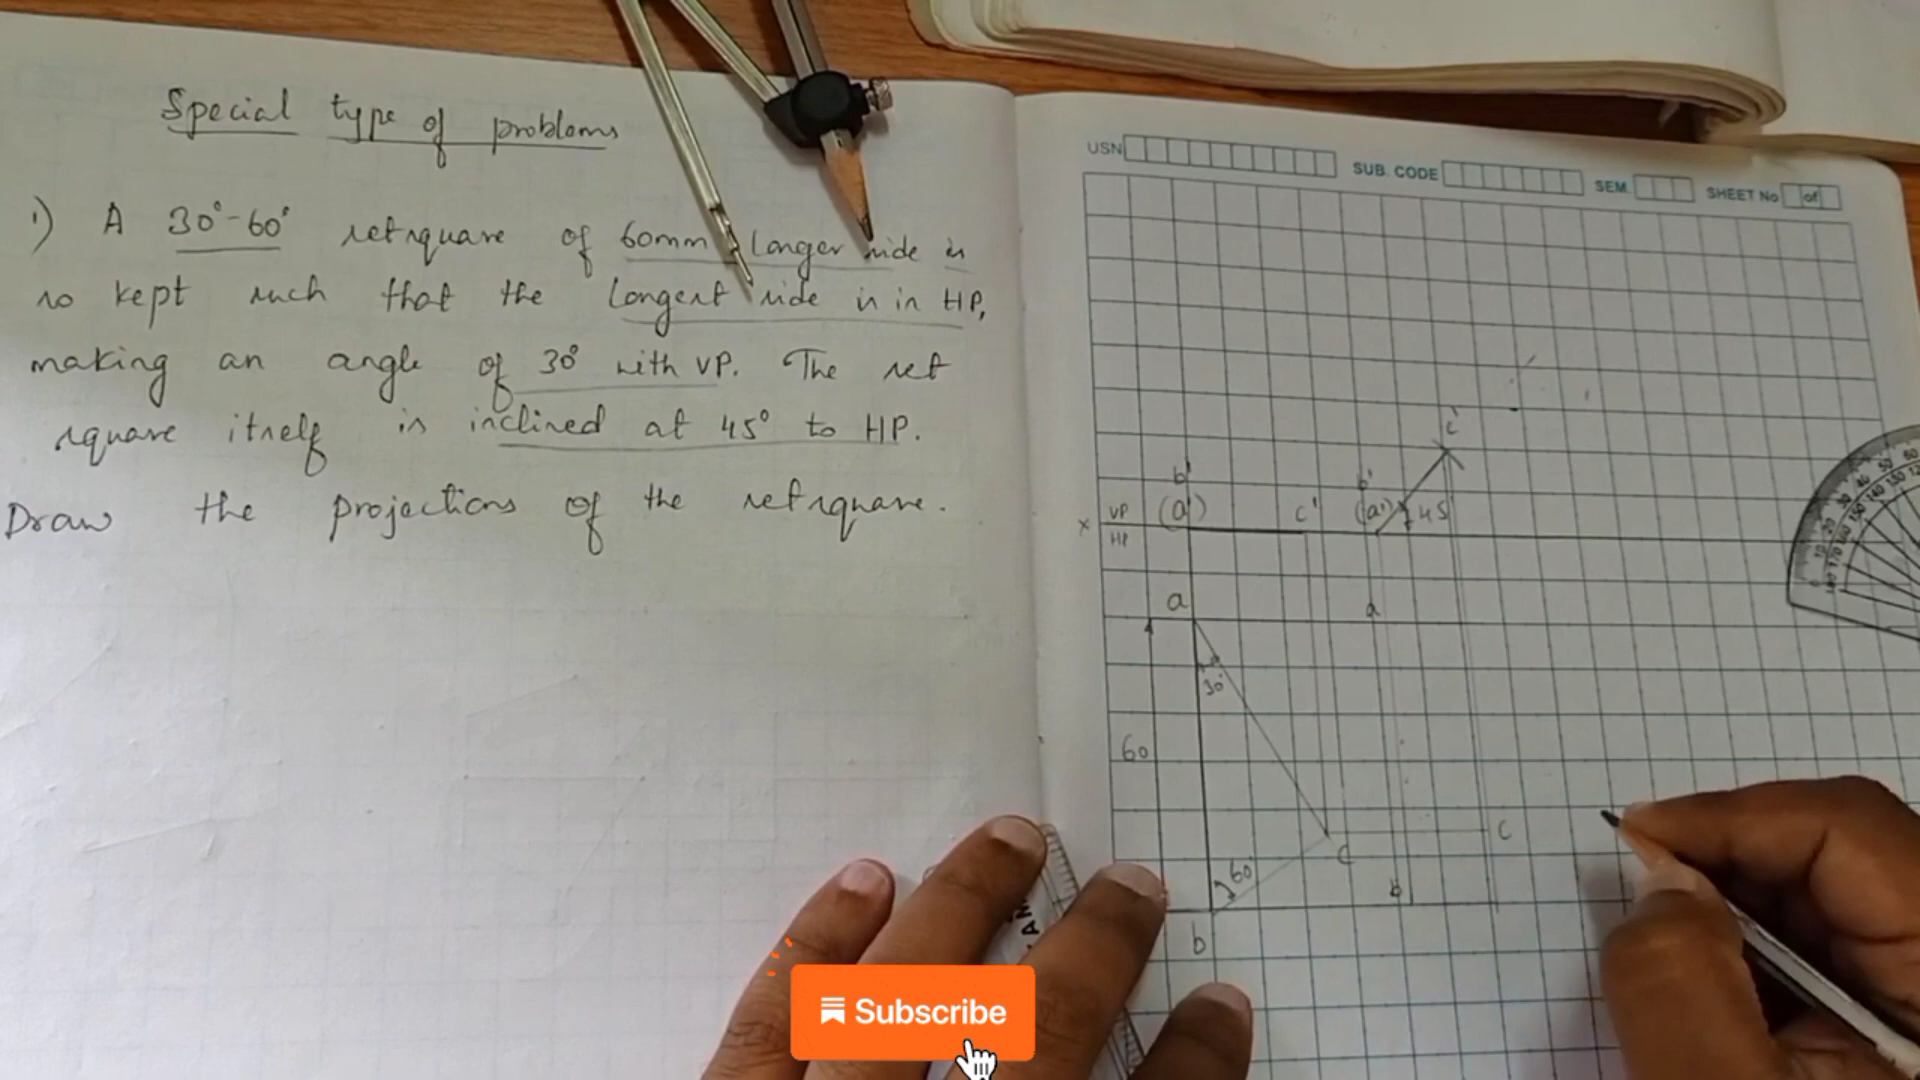 Special type of problems
1) A 30°-60° setsquare of 60mm longer side is
so kept such that the longest side is in HP,
making an angle of 30° with VP. The set
square itself is inclined at 45° to HP.
Draw the projections of the setsquare.
USN
SUB. CODE
SEM.
SHEET No of
c'
b' b'
X VP (a') c' (a') 45
HP
a a
30°
60
c
c
60°
b
b
Subscribe